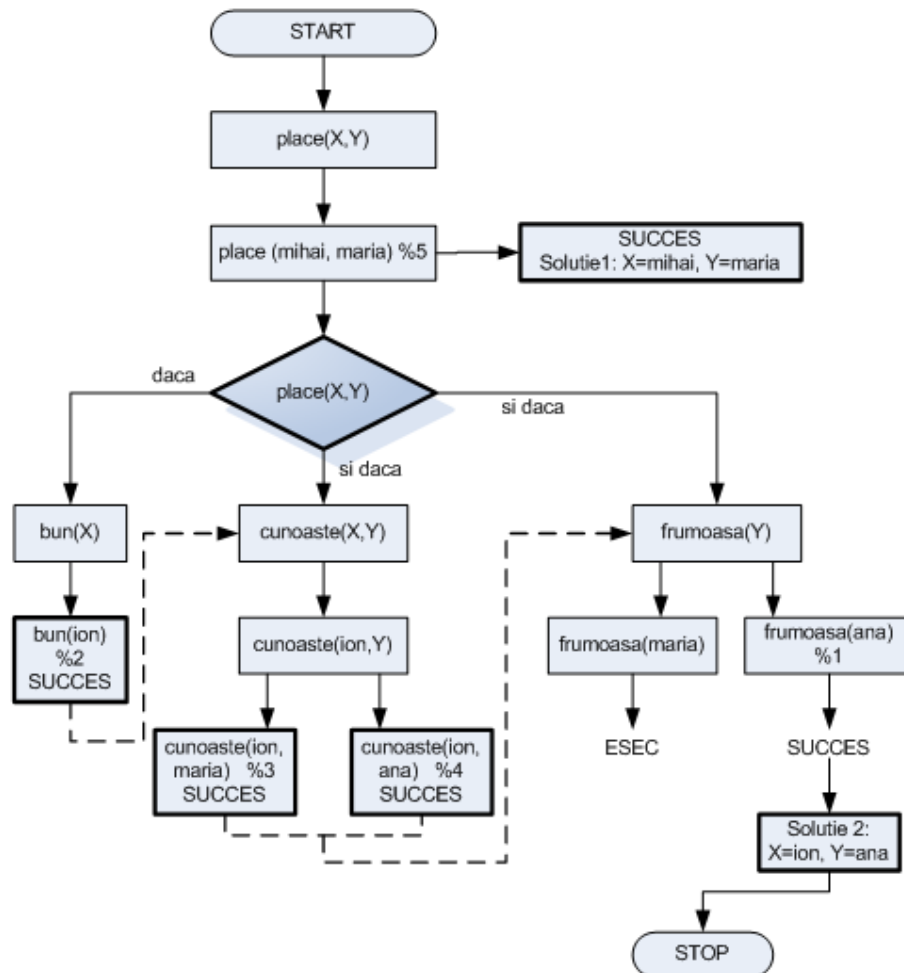 START
place(X,Y)
place (mihai, maria) %5
SUCCES
Solutie1: X=mihai, Y=maria
daca
place(X,Y)
si daca
si daca
bun(X)
cunoaste(X,Y)
frumoasa(Y)
bun(ion)
%2
SUCCES
cunoaste(ion,Y)
frumoasa(maria)
frumoasa(ana)
%1
cunoaste(ion,
maria) %3
SUCCES
cunoaste(ion,
ana) %4
SUCCES
ESEC
SUCCES
Solutie 2:
X=ion, Y=ana
STOP